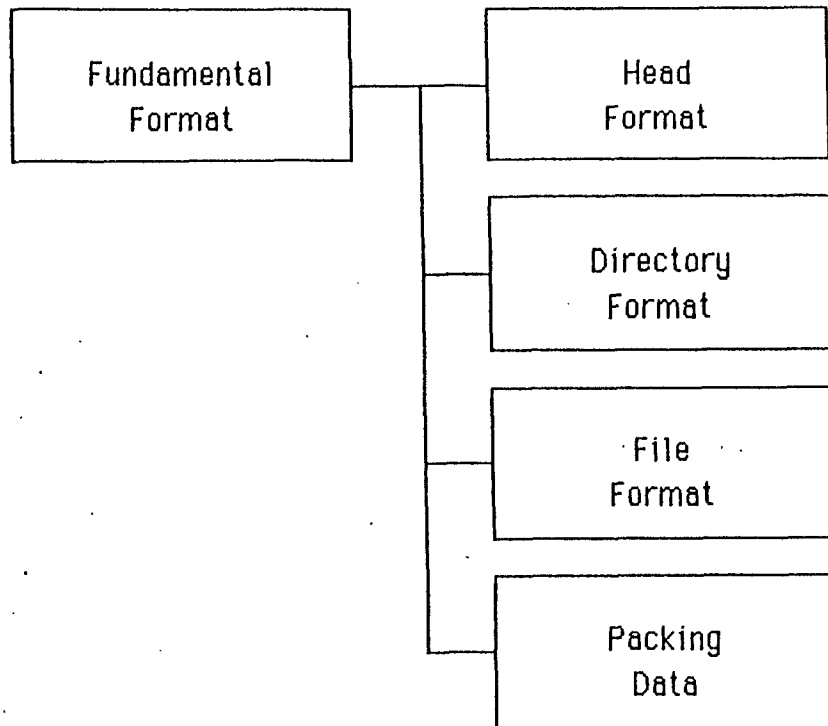 Fundamental
Format
Head
Format
Directory
Format
File
Format
Packing
Data